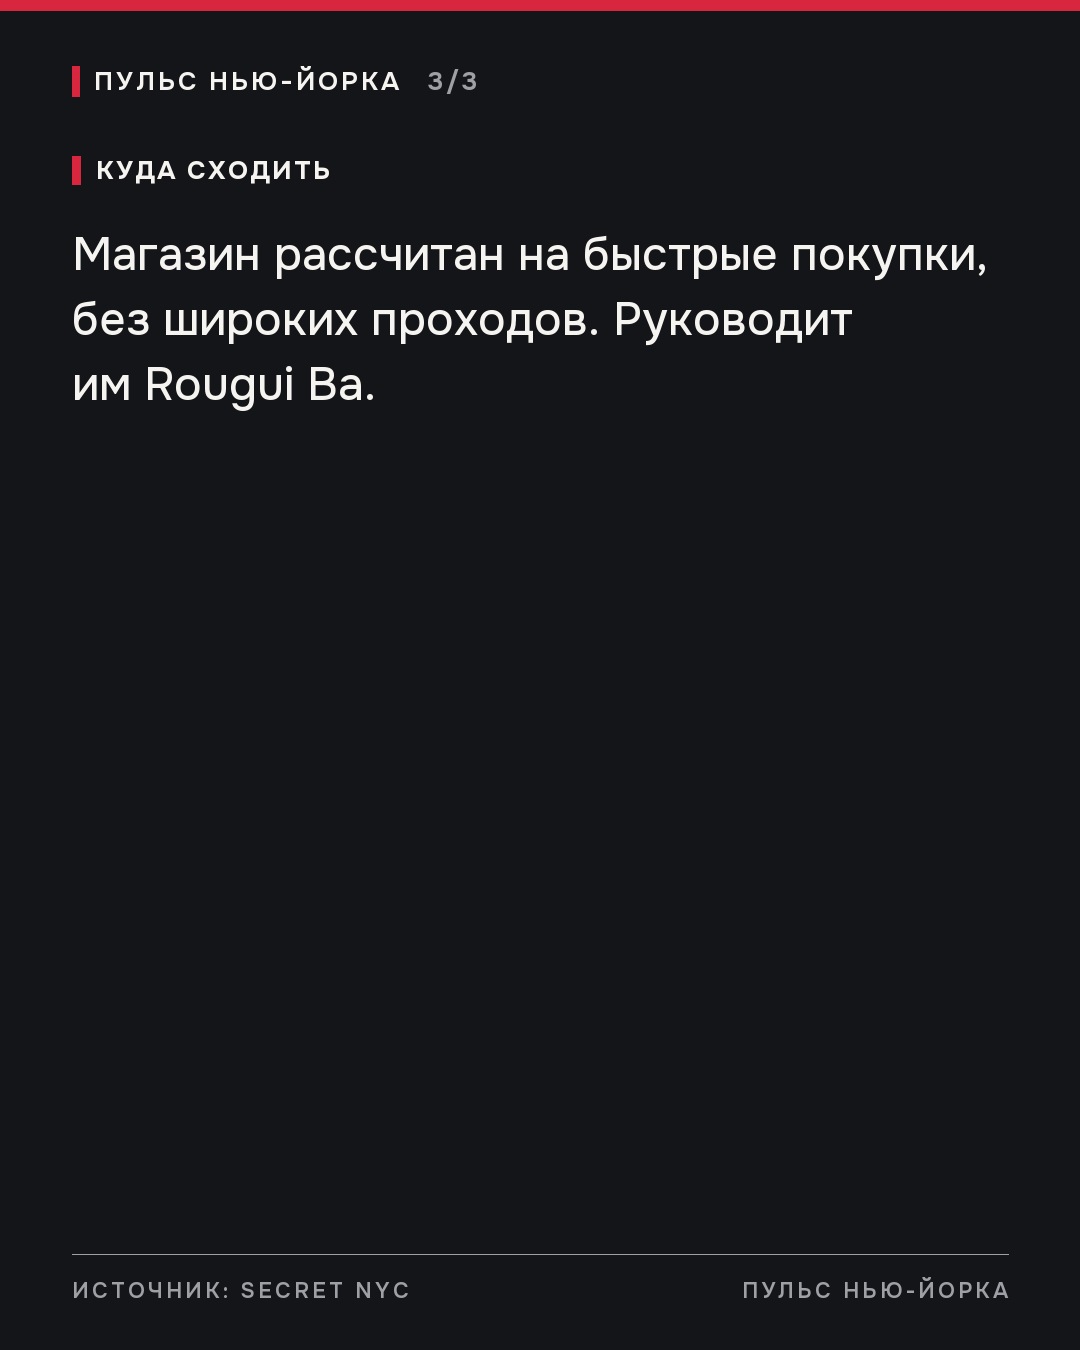 ПУЛЬС НЬЮ-ЙОРКА 3/3
КУДА СХОДИТЬ
Магазин рассчитан на быстрые покупки,
без широких проходов. Руководит
им Rougui Ba.
ИСТОЧНИК: SECRET NYC
ПУЛЬС НЬЮ-ЙОРКА